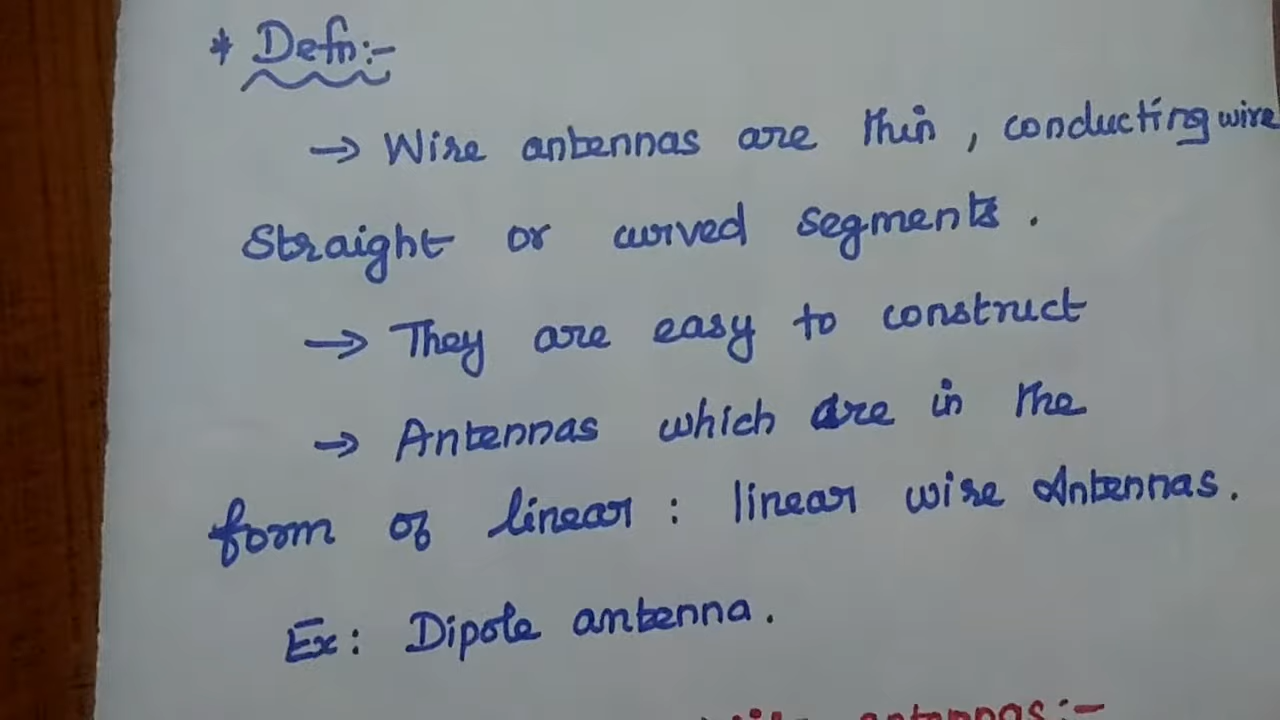 * Defn:-
→ Wire antennas are thin, conducting wire
straight or curved segments.
→ They are easy to construct
→ Antennas which are in the
form of linear : linear wire Antennas.
Ex: Dipole antenna.
antennas:-